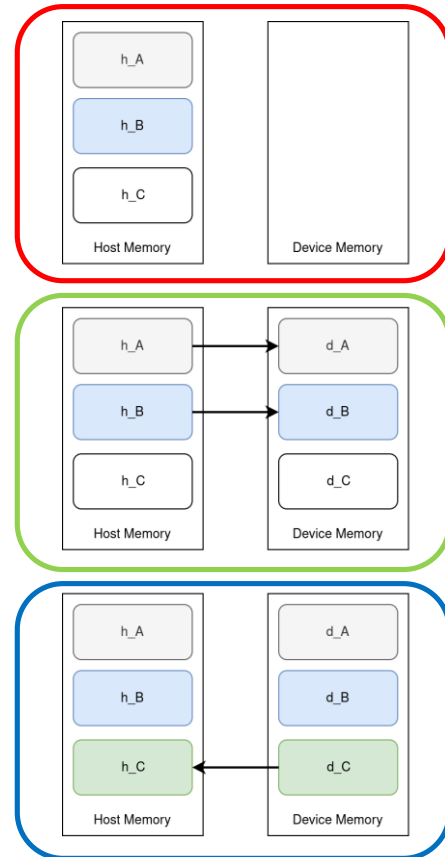 h_A
h_B
h_C
Host Memory Device Memory
h_A d_A
h_B d_B
h_C d_C
Host Memory Device Memory
h_A d_A
h_B d_B
h_C d_C
Host Memory Device Memory